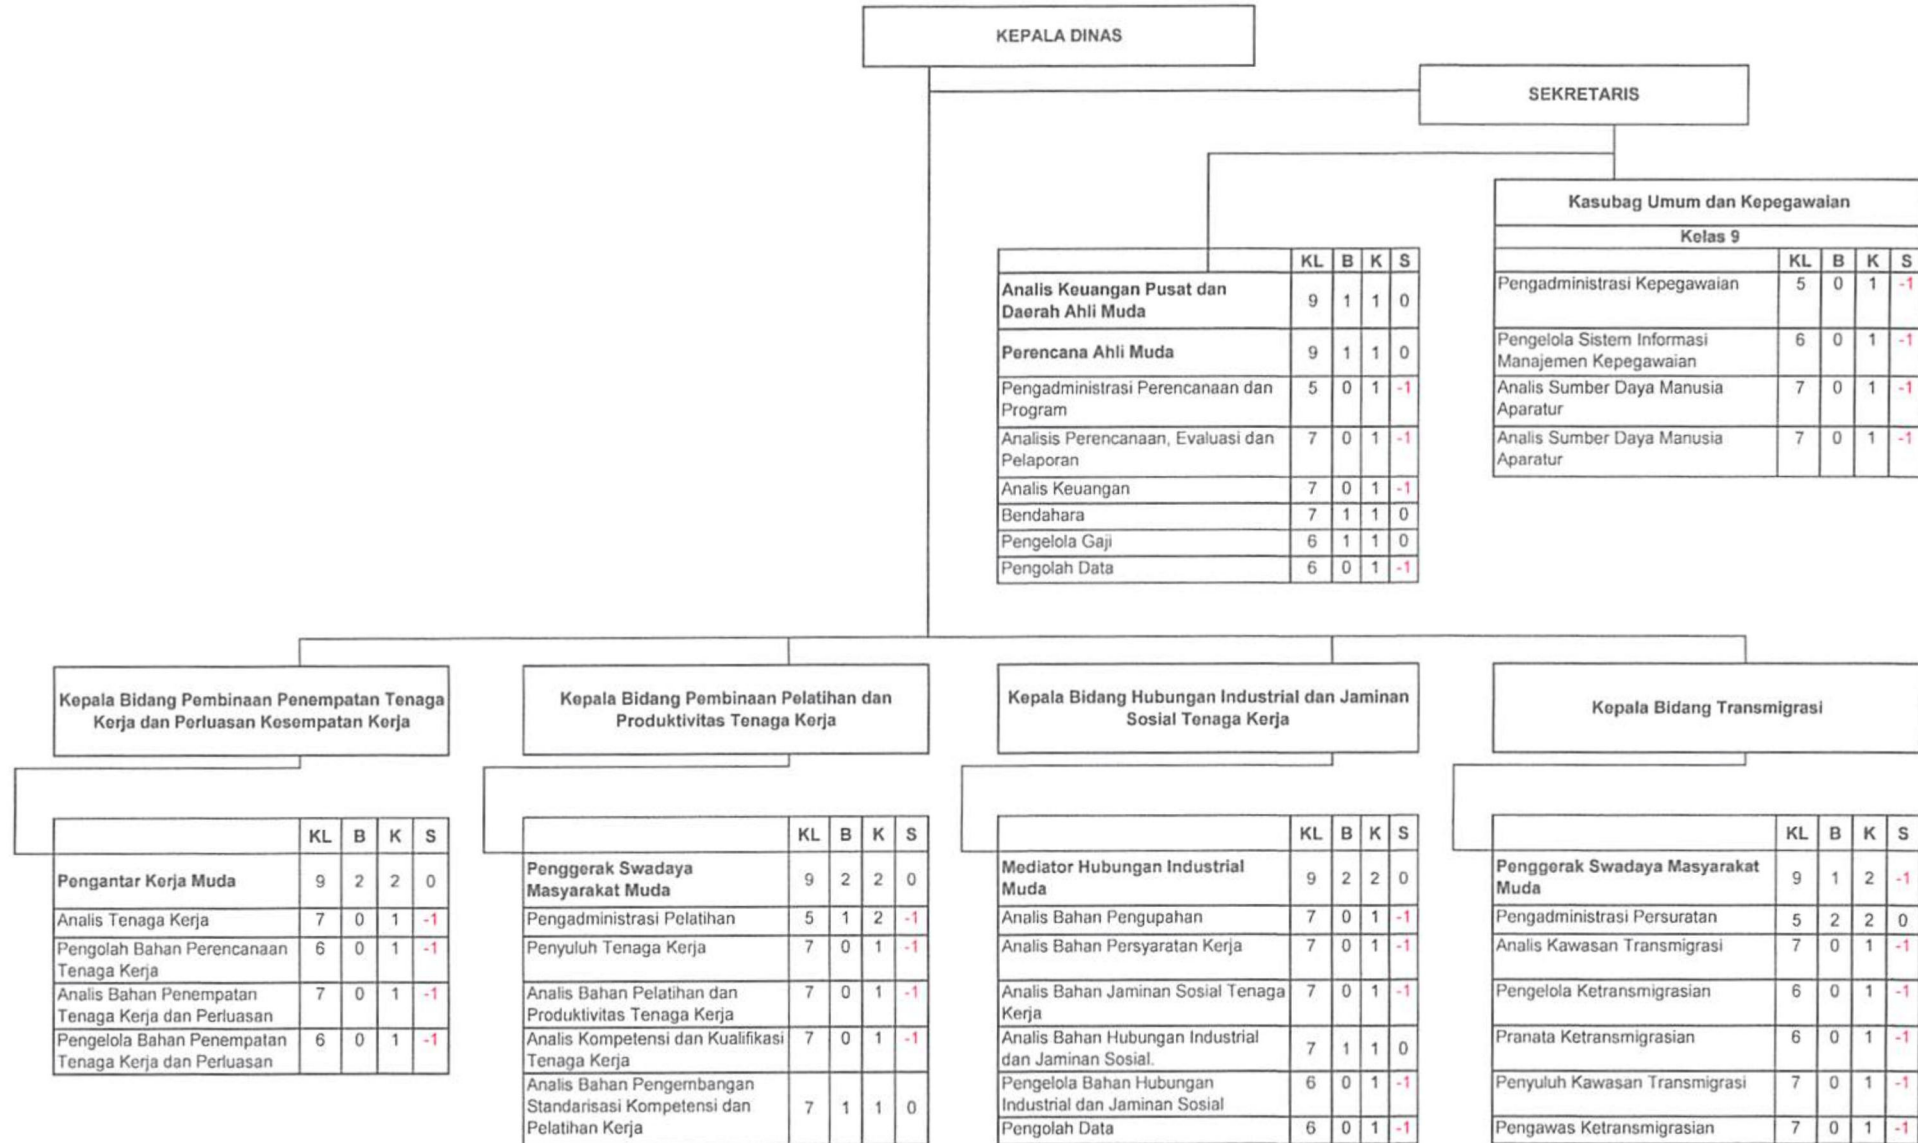 KEPALA DINAS
SEKRETARIS
Kasubag Umum dan Kepegawaian
Kelas 9
KL B K S
Pengadministrasi Kepegawaian 5 0 1 -1
Pengelola Sistem Informasi
Manajemen Kepegawaian 6 0 1 -1
Analis Sumber Daya Manusia
Aparatur 7 0 1 -1
Analis Sumber Daya Manusia
Aparatur 7 0 1 -1
KL B K S
Analis Keuangan Pusat dan
Daerah Ahli Muda 9 1 1 0
Perencana Ahli Muda 9 1 1 0
Pengadministrasi Perencanaan dan
Program 5 0 1 -1
Analisis Perencanaan, Evaluasi dan
Pelaporan 7 0 1 -1
Analis Keuangan 7 0 1 -1
Bendahara 7 1 1 0
Pengelola Gaji 6 1 1 0
Pengolah Data 6 0 1 -1
Kepala Bidang Pembinaan Penempatan Tenaga
Kerja dan Perluasan Kesempatan Kerja
KL B K S
Pengantar Kerja Muda 9 2 2 0
Analis Tenaga Kerja 7 0 1 -1
Pengolah Bahan Perencanaan
Tenaga Kerja 6 0 1 -1
Analis Bahan Penempatan
Tenaga Kerja dan Perluasan 7 0 1 -1
Pengelola Bahan Penempatan
Tenaga Kerja dan Perluasan 6 0 1 -1
Kepala Bidang Pembinaan Pelatihan dan
Produktivitas Tenaga Kerja
KL B K S
Penggerak Swadaya
Masyarakat Muda 9 2 2 0
Pengadministrasi Pelatihan 5 1 2 -1
Penyuluh Tenaga Kerja 7 0 1 -1
Analis Bahan Pelatihan dan
Produktivitas Tenaga Kerja 7 0 1 -1
Analis Kompetensi dan Kualifikasi
Tenaga Kerja 7 0 1 -1
Analis Bahan Pengembangan
Standarisasi Kompetensi dan
Pelatihan Kerja 7 1 1 0
Kepala Bidang Hubungan Industrial dan Jaminan
Sosial Tenaga Kerja
KL B K S
Mediator Hubungan Industrial
Muda 9 2 2 0
Analis Bahan Pengupahan 7 0 1 -1
Analis Bahan Persyaratan Kerja 7 0 1 -1
Analis Bahan Jaminan Sosial Tenaga
Kerja 7 0 1 -1
Analis Bahan Hubungan Industrial
dan Jaminan Sosial. 7 1 1 0
Pengelola Bahan Hubungan
Industrial dan Jaminan Sosial 6 0 1 -1
Pengolah Data 6 0 1 -1
Kepala Bidang Transmigrasi
KL B K S
Penggerak Swadaya Masyarakat
Muda 9 1 2 -1
Pengadministrasi Persuratan 5 2 2 0
Analis Kawasan Transmigrasi 7 0 1 -1
Pengelola Ketransmigrasian 6 0 1 -1
Pranata Ketransmigrasian 6 0 1 -1
Penyuluh Kawasan Transmigrasi 7 0 1 -1
Pengawas Ketransmigrasian 7 0 1 -1